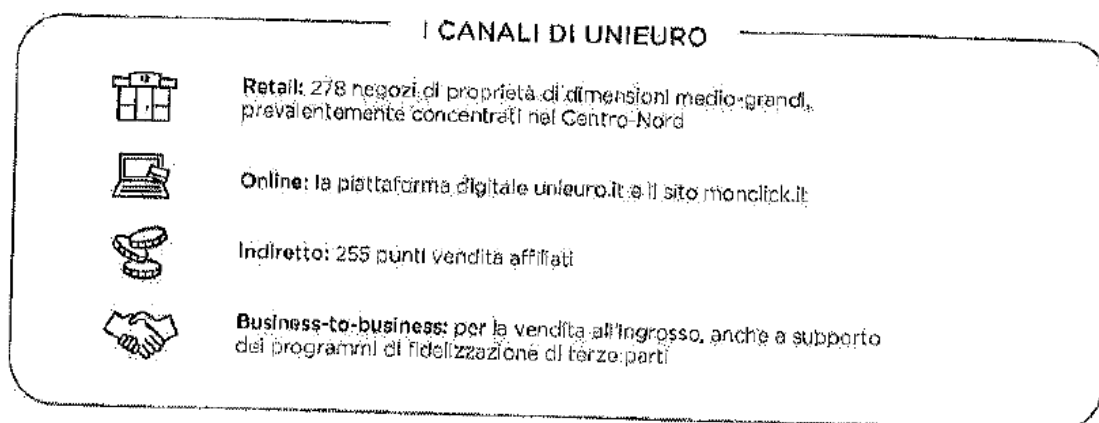 I CANALI DI UNIEURO
Retail: 278 negozi di proprietà di dimensioni medio-grandi,
prevalentemente concentrati nel Centro-Nord
Online: la piattaforma digitale unieuro.it e il sito monclick.it
Indiretto: 255 punti vendita affiliati
Business-to-business: per la vendita all'ingrosso, anche a supporto
dei programmi di fidelizzazione di terze parti